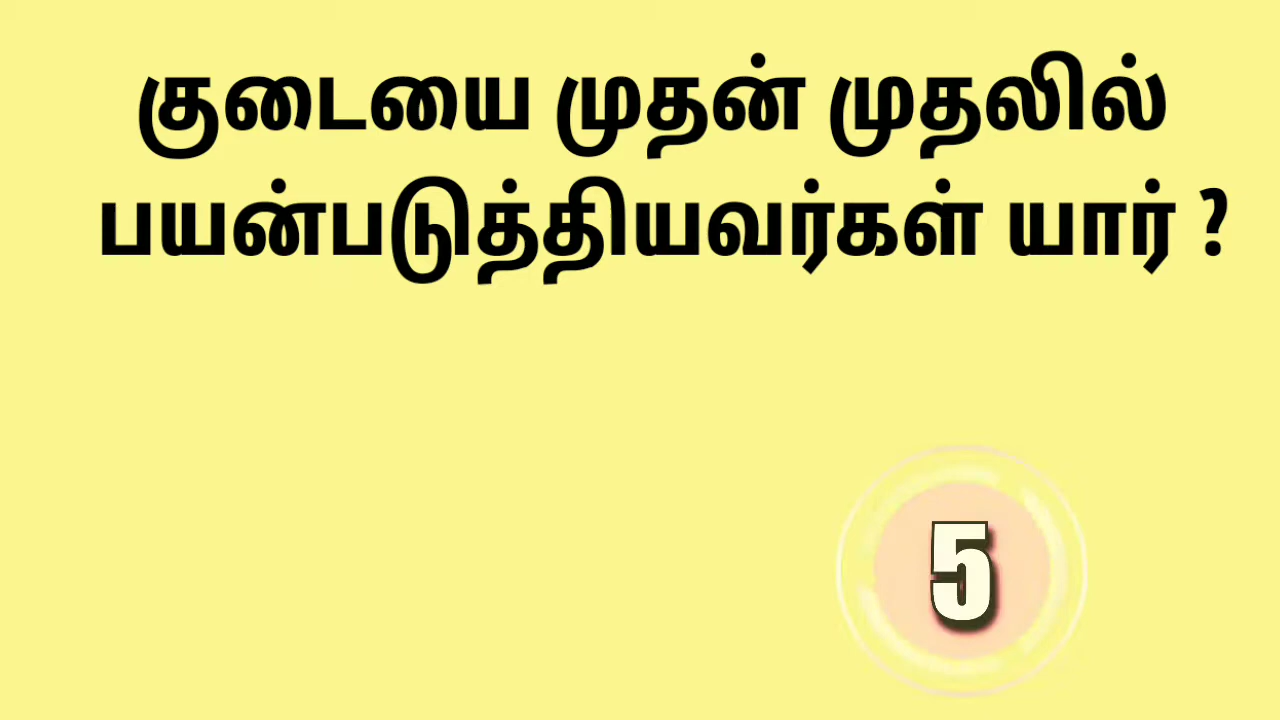 குடையை முதன் முதலில்
பயன்படுத்தியவர்கள் யார் ?
5